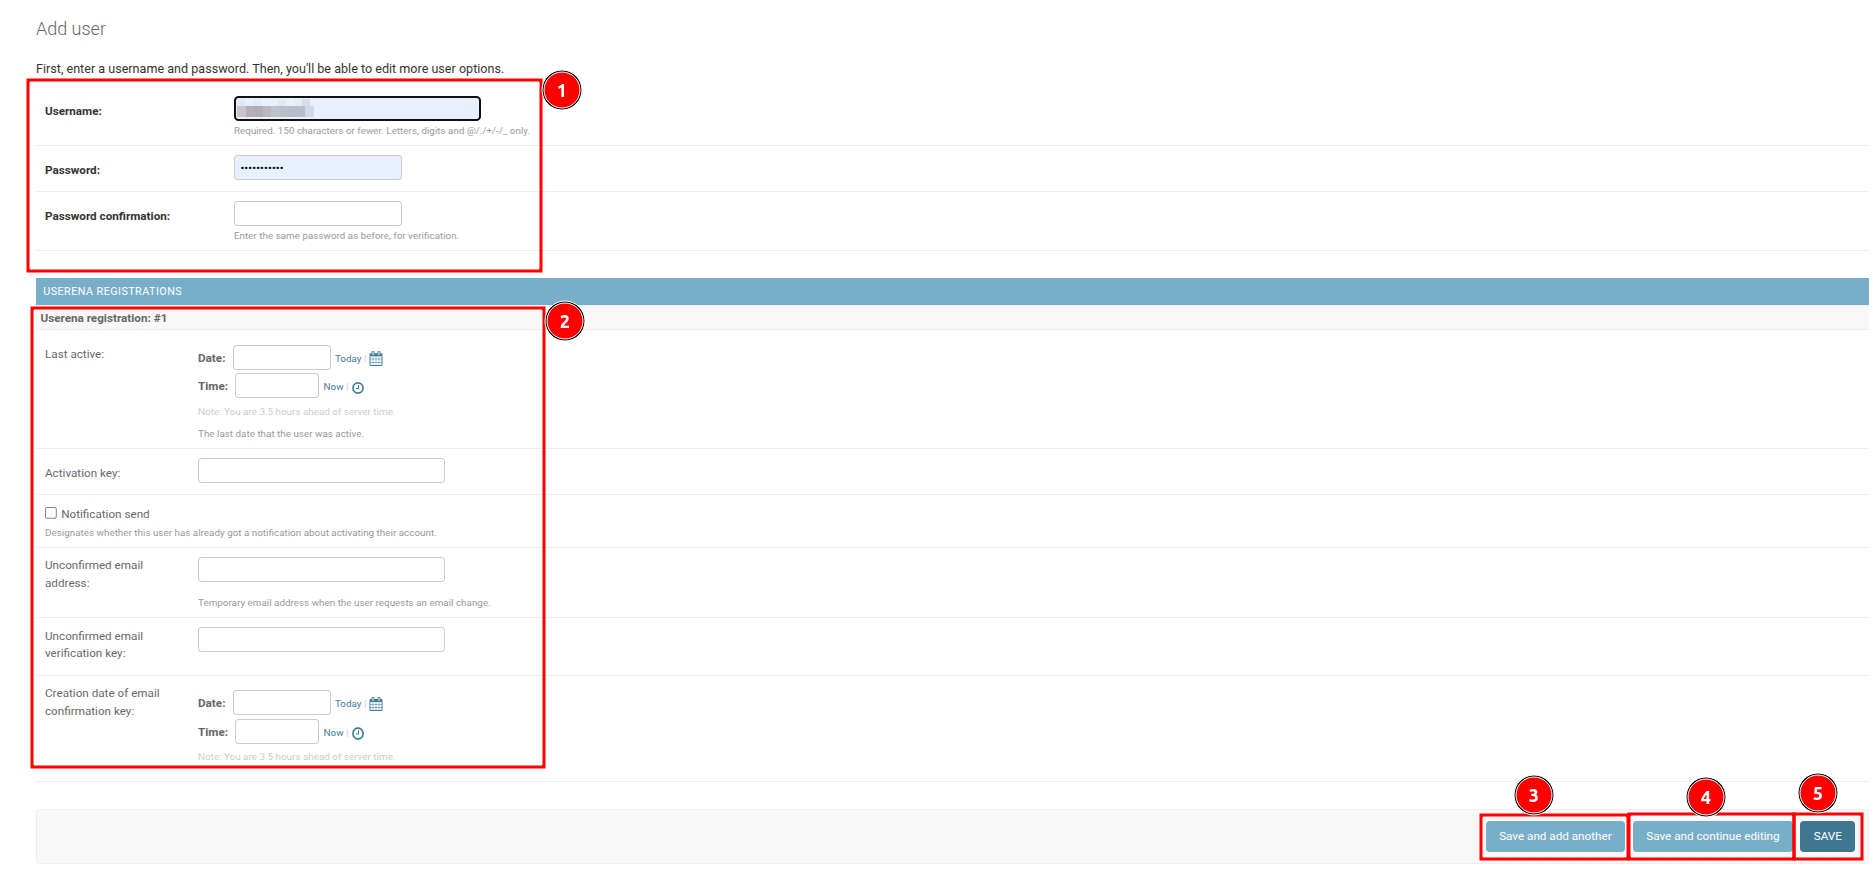 Add user
First, enter a username and password. Then, you'll be able to edit more user options.
1
Username:
Required. 150 characters or fewer. Letters, digits and @/./+/-/_ only.
Password:
•••••••••••
Password confirmation:
Enter the same password as before, for verification.
USERENA REGISTRATIONS
Userena registration: #1
2
Last active:
Date: Today |
Time: Now |
Note: You are 3.5 hours ahead of server time.
The last date that the user was active.
Activation key:
Notification send
Designates whether this user has already got a notification about activating their account.
Unconfirmed email
address:
Temporary email address when the user requests an email change.
Unconfirmed email
verification key:
Creation date of email
confirmation key:
Date: Today |
Time: Now |
Note: You are 3.5 hours ahead of server time.
3 4 5
Save and add another Save and continue editing SAVE